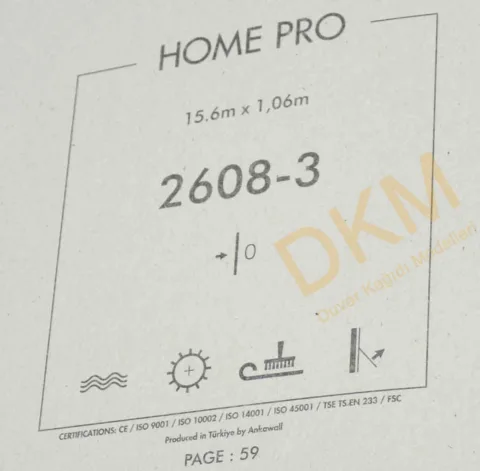 HOME PRO
15.6m x 1,06m
2608-3
0
DKM
Duvar Kağıdı Modelleri
CERTIFICATIONS: CE / ISO 9001 / ISO 10002 / ISO 14001 / ISO 45001 / TSE TS.EN 233 / FSC
Produced in Türkiye by Ankawall
PAGE : 59